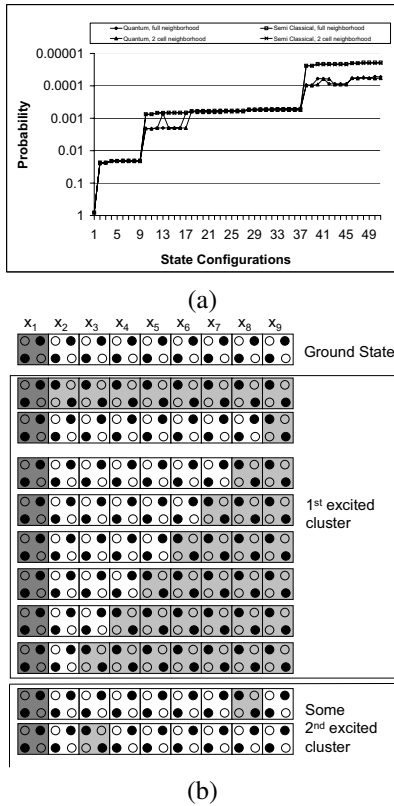 Quantum, full neighborhood
Semi Classical, full neighborhood
Quantum, 2 cell neighborhood
Semi Classical, 2 cell neighborhood
0.00001
0.0001
0.001
0.01
0.1
1
Probability
1 5 9 13 17 21 25 29 33 37 41 45 49
State Configurations
(a)
x1 x2 x3 x4 x5 x6 x7 x8 x9
Ground State
1st excited
cluster
Some
2nd excited
cluster
(b)